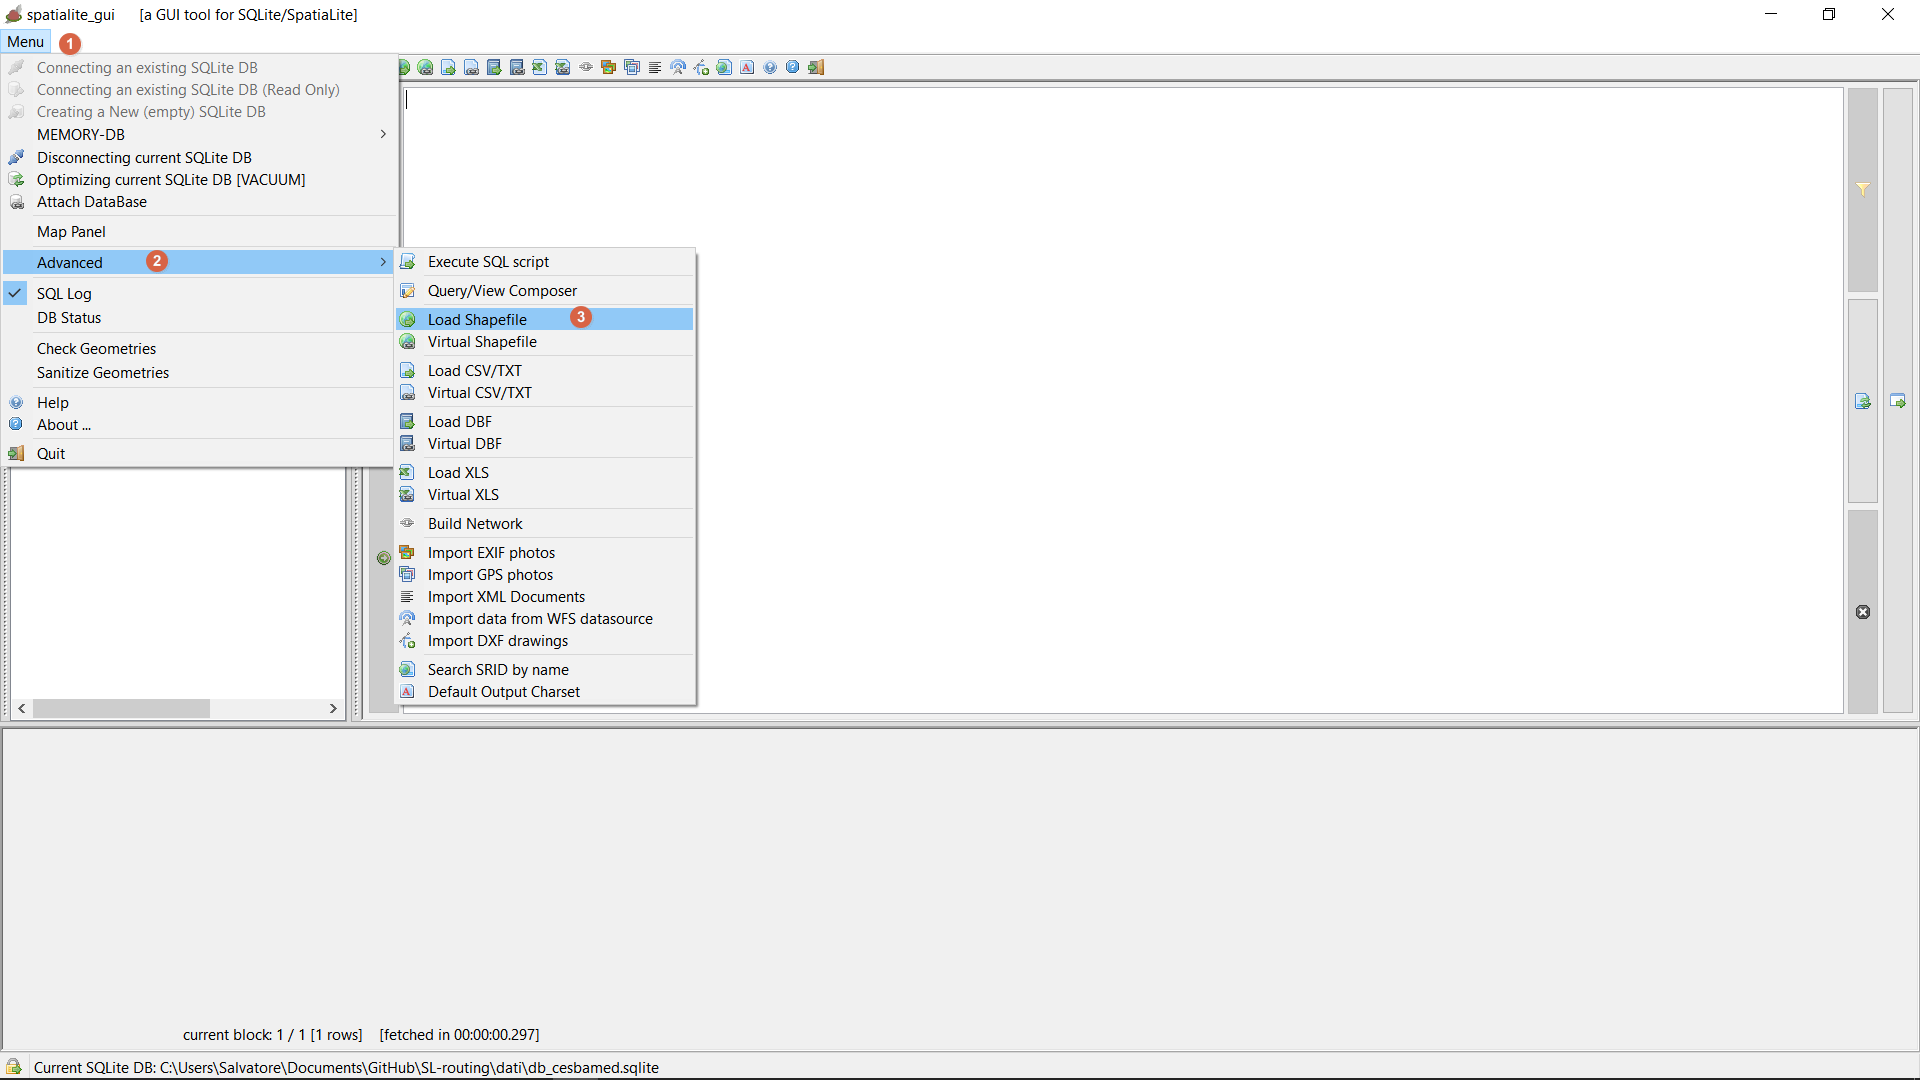 spatialite_gui [a GUI tool for SQLite/SpatiaLite]
Menu 1
Connecting an existing SQLite DB
Connecting an existing SQLite DB (Read Only)
Creating a New (empty) SQLite DB
MEMORY-DB
Disconnecting current SQLite DB
Optimizing current SQLite DB [VACUUM]
Attach DataBase
Map Panel
Advanced 2
SQL Log
DB Status
Check Geometries
Sanitize Geometries
Help
About ...
Quit
Execute SQL script
Query/View Composer
Load Shapefile 3
Virtual Shapefile
Load CSV/TXT
Virtual CSV/TXT
Load DBF
Virtual DBF
Load XLS
Virtual XLS
Build Network
Import EXIF photos
Import GPS photos
Import XML Documents
Import data from WFS datasource
Import DXF drawings
Search SRID by name
Default Output Charset
current block: 1 / 1 [1 rows] [fetched in 00:00:00.297]
Current SQLite DB: C:\Users\Salvatore\Documents\GitHub\SL-routing\dati\db_cesbamed.sqlite